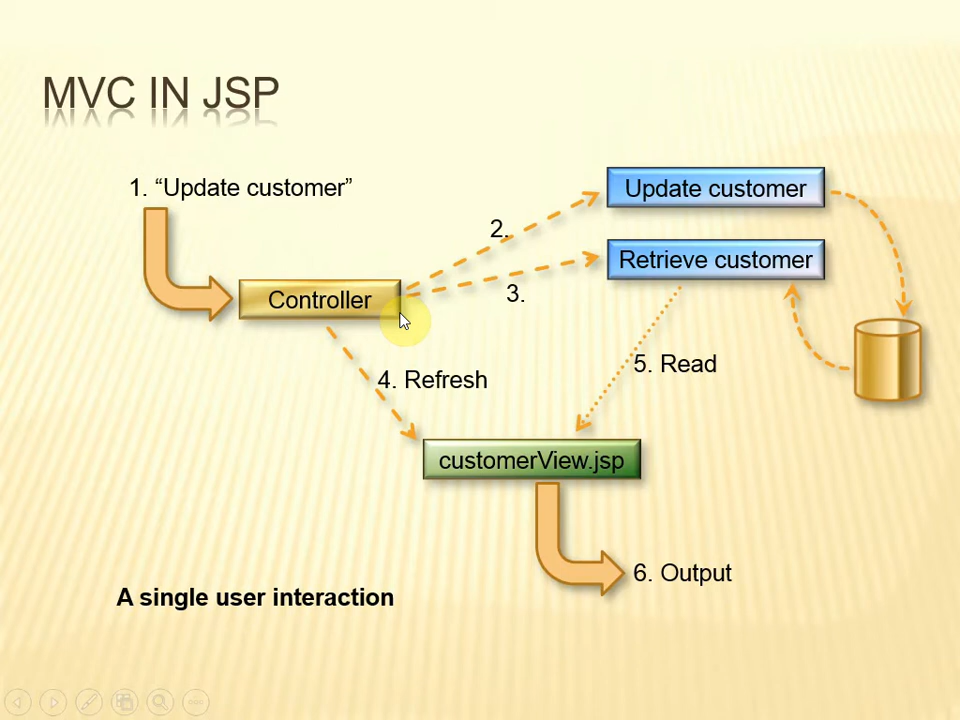 MVC IN JSP
1. “Update customer”
Update customer
2.
Retrieve customer
3.
Controller
4. Refresh
5. Read
customerView.jsp
6. Output
A single user interaction